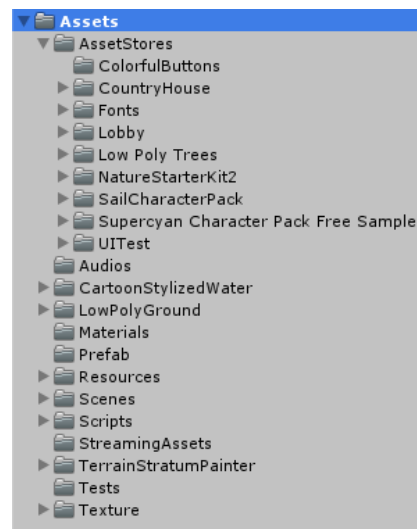 Assets
AssetStores
ColorfulButtons
CountryHouse
Fonts
Lobby
Low Poly Trees
NatureStarterKit2
SailCharacterPack
Supercyan Character Pack Free Sample
UITest
Audios
CartoonStylizedWater
LowPolyGround
Materials
Prefab
Resources
Scenes
Scripts
StreamingAssets
TerrainStratumPainter
Tests
Texture